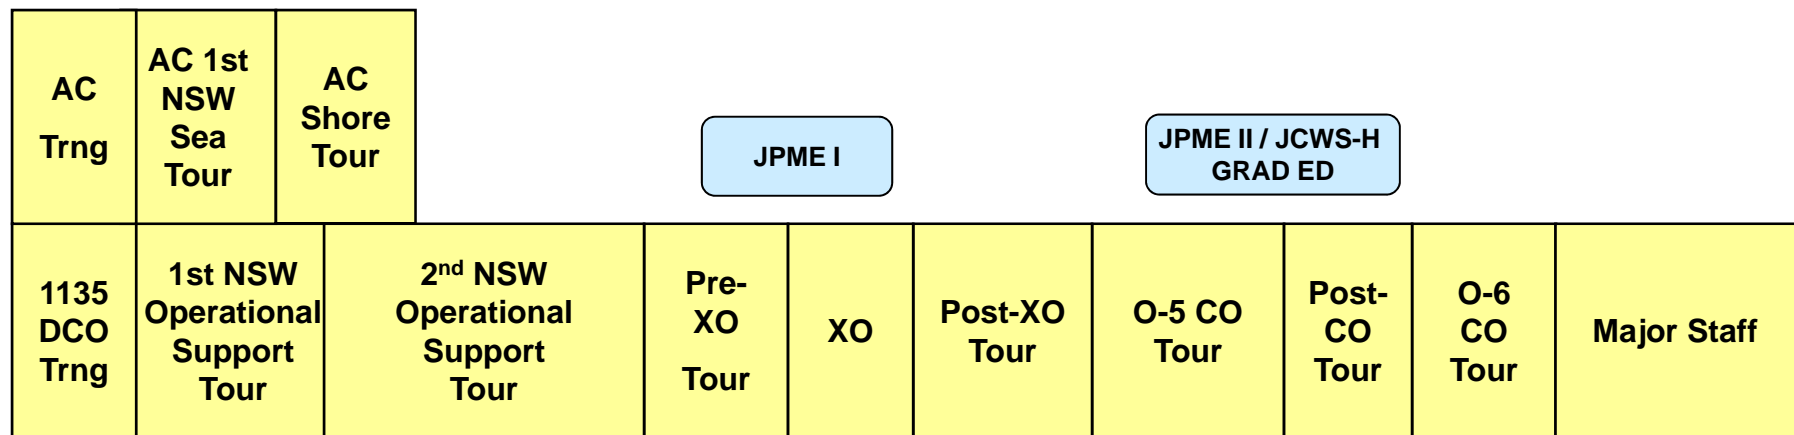 AC
Trng
AC 1st
NSW
Sea
Tour
AC
Shore
Tour
JPME I
JPME II / JCWS-H
GRAD ED
1135
DCO
Trng
1st NSW
Operational
Support
Tour
2nd NSW
Operational
Support
Tour
Pre-
XO
Tour
XO
Post-XO
Tour
O-5 CO
Tour
Post-
CO
Tour
O-6
CO
Tour
Major Staff